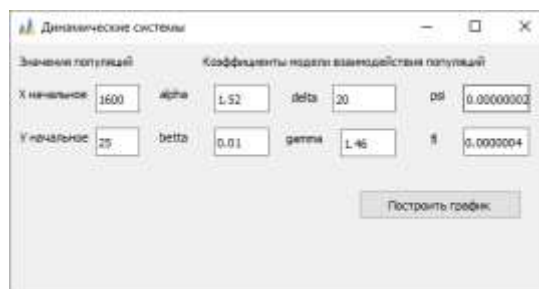 Динамические системы
Значения популяций Коэффициенты модели взаимодействия популяций
X начальное 1600 alpha 1.52 delta 20 psi 0.00000002
Y начальное 25 betta 0.01 gamma 1.46 fi 0.0000004
Построить график